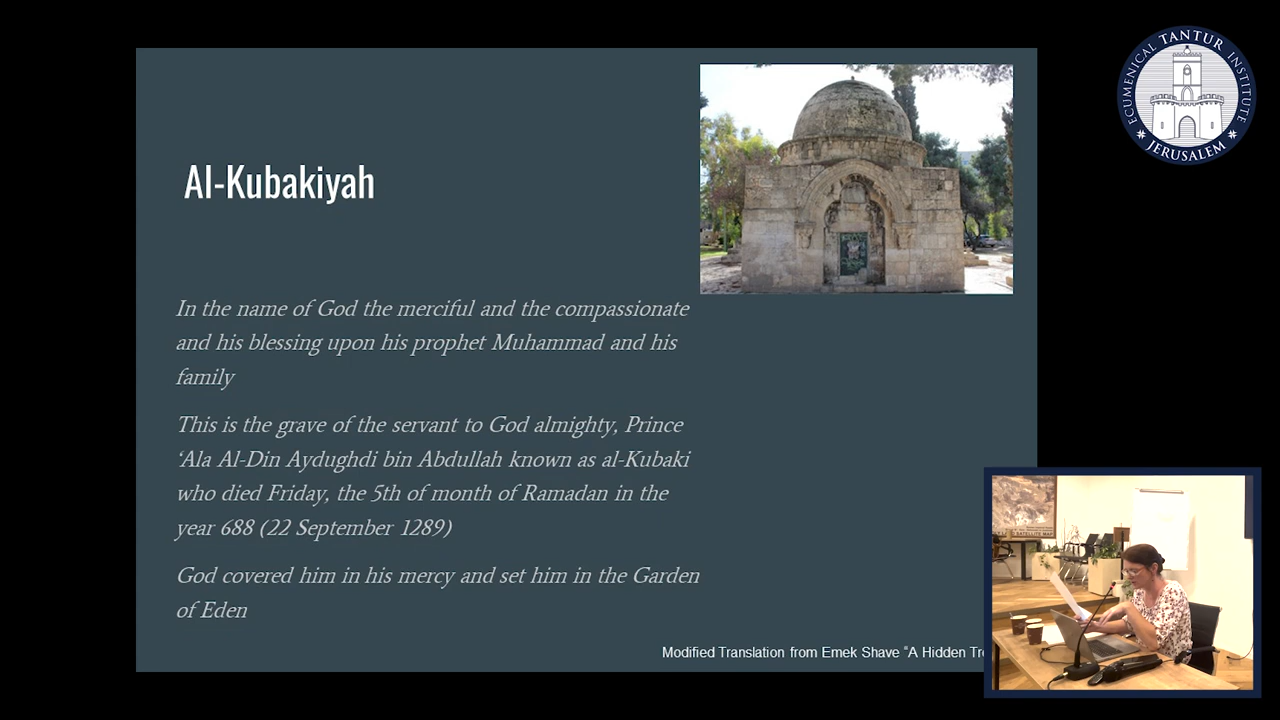 Al-Kubakiyah
In the name of God the merciful and the compassionate
and his blessing upon his prophet Muhammad and his
family
This is the grave of the servant to God almighty, Prince
‘Ala Al-Din Aydughdi bin Abdullah known as al-Kubaki
who died Friday, the 5th of month of Ramadan in the
year 688 (22 September 1289)
God covered him in his mercy and set him in the Garden
of Eden
Modified Translation from Emek Shave “A Hidden
ECUMENICAL TANTUR INSTITUTE
JERUSALEM
SATELLITE MAP